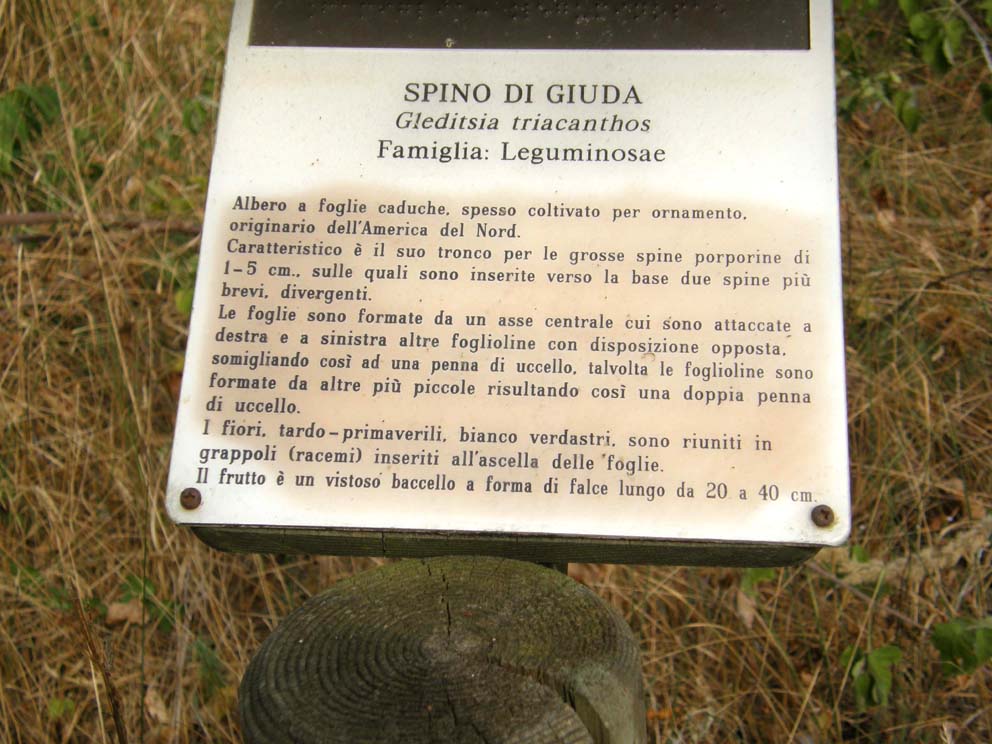 SPINO DI GIUDA
Gleditsia triacanthos
Famiglia: Leguminosae
Albero a foglie caduche, spesso coltivato per ornamento,
originario dell'America del Nord.
Caratteristico è il suo tronco per le grosse spine porporine di
1-5 cm., sulle quali sono inserite verso la base due spine più
brevi, divergenti.
Le foglie sono formate da un asse centrale cui sono attaccate a
destra e a sinistra altre foglioline con disposizione opposta,
somigliando così ad una penna di uccello, talvolta le foglioline sono
formate da altre più piccole risultando così una doppia penna
di uccello.
I fiori, tardo-primaverili, bianco verdastri, sono riuniti in
grappoli (racemi) inseriti all'ascella delle foglie.
Il frutto è un vistoso baccello a forma di falce lungo da 20 a 40 cm.